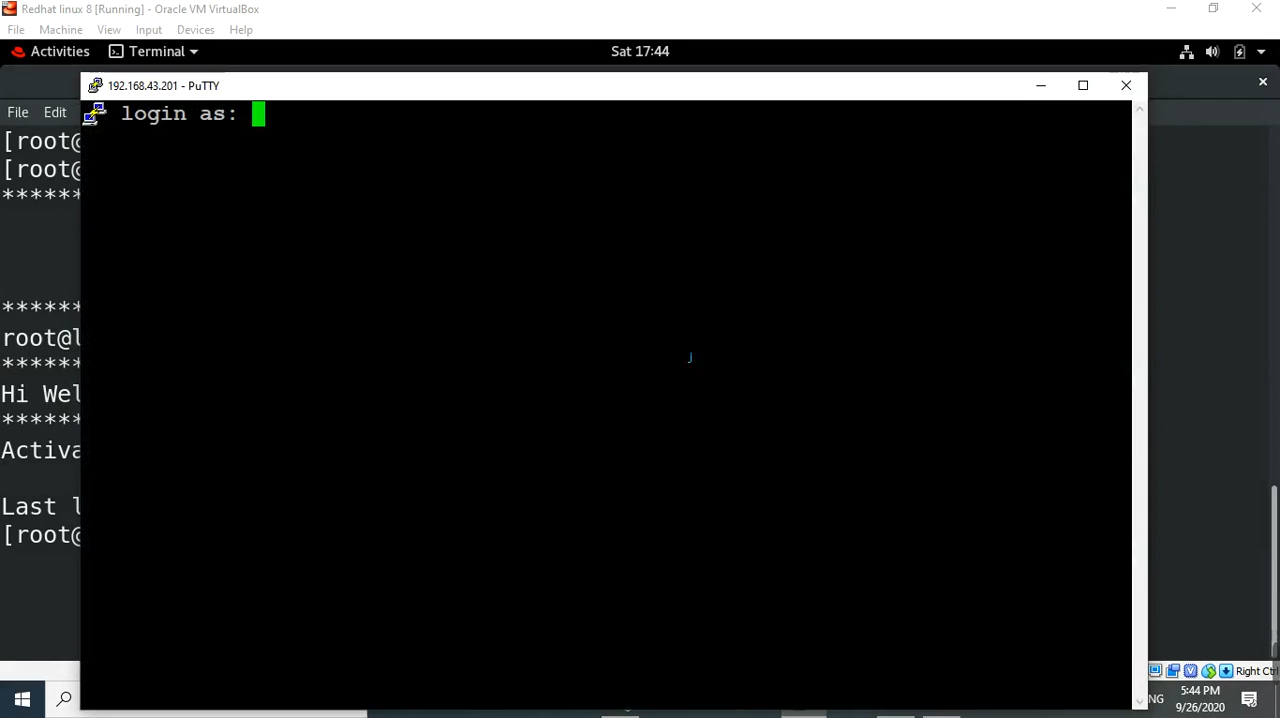 Redhat linux 8 [Running] - Oracle VM VirtualBox
File Machine View Input Devices Help
Activities Terminal Sat 17:44
192.168.43.201 - PuTTY
login as:
File Edit
[root@
[root@
******
******
root@l
******
Hi Wel
******
Activa
Last l
[root@
Right Ctrl
NG 5:44 PM
9/26/2020